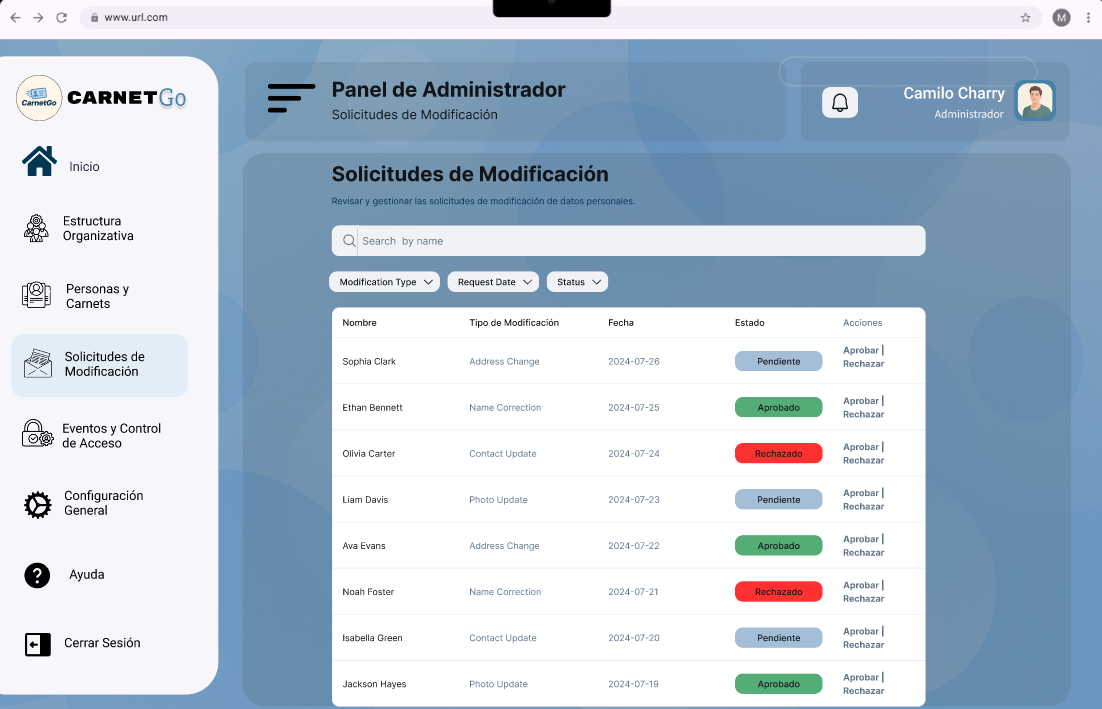 www.url.com
M
CarnetGo
CARNETGo
Inicio
Estructura
Organizativa
Personas y
Carnets
Solicitudes de
Modificación
Eventos y Control
de Acceso
Configuración
General
Ayuda
Cerrar Sesión
Panel de Administrador
Solicitudes de Modificación
Camilo Charry
Administrador
Solicitudes de Modificación
Revisar y gestionar las solicitudes de modificación de datos personales.
Search by name
Modification Type
Request Date
Status
Nombre Tipo de Modificación Fecha Estado Acciones
Sophia Clark Address Change 2024-07-26 Pendiente Aprobar |
Rechazar
Ethan Bennett Name Correction 2024-07-25 Aprobado Aprobar |
Rechazar
Olivia Carter Contact Update 2024-07-24 Rechazado Aprobar |
Rechazar
Liam Davis Photo Update 2024-07-23 Pendiente Aprobar |
Rechazar
Ava Evans Address Change 2024-07-22 Aprobado Aprobar |
Rechazar
Noah Foster Name Correction 2024-07-21 Rechazado Aprobar |
Rechazar
Isabella Green Contact Update 2024-07-20 Pendiente Aprobar |
Rechazar
Jackson Hayes Photo Update 2024-07-19 Aprobado Aprobar |
Rechazar